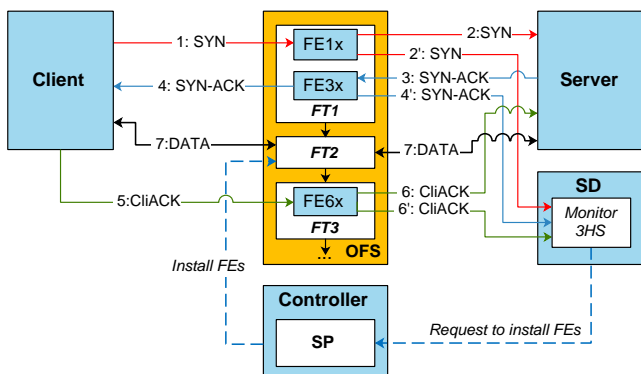 1: SYN
FE1x
2:SYN
2': SYN
Client
Server
4: SYN-ACK
FE3x
3: SYN-ACK
4': SYN-ACK
FT1
7:DATA
FT2
7:DATA
5:CliACK
FE6x
6: CliACK
6': CliACK
SD
Monitor
3HS
FT3
...
OFS
Install FEs
Controller
SP
Request to install FEs